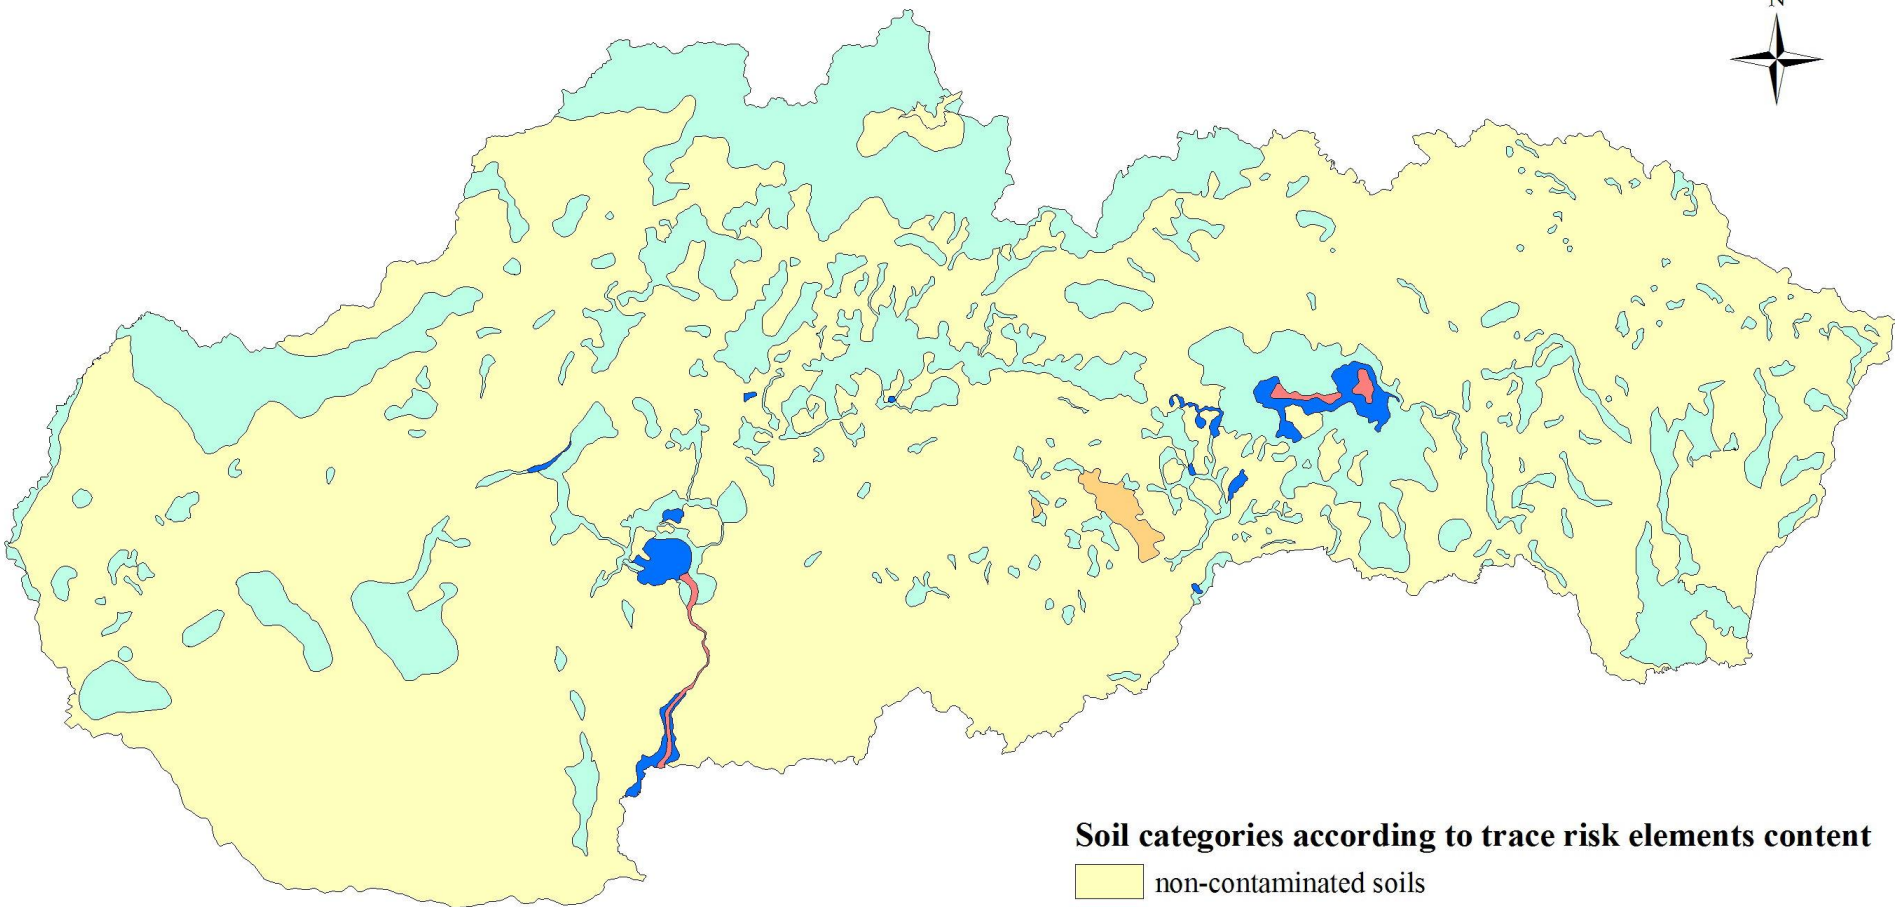 N
Soil categories according to trace risk elements content
non-contaminated soils